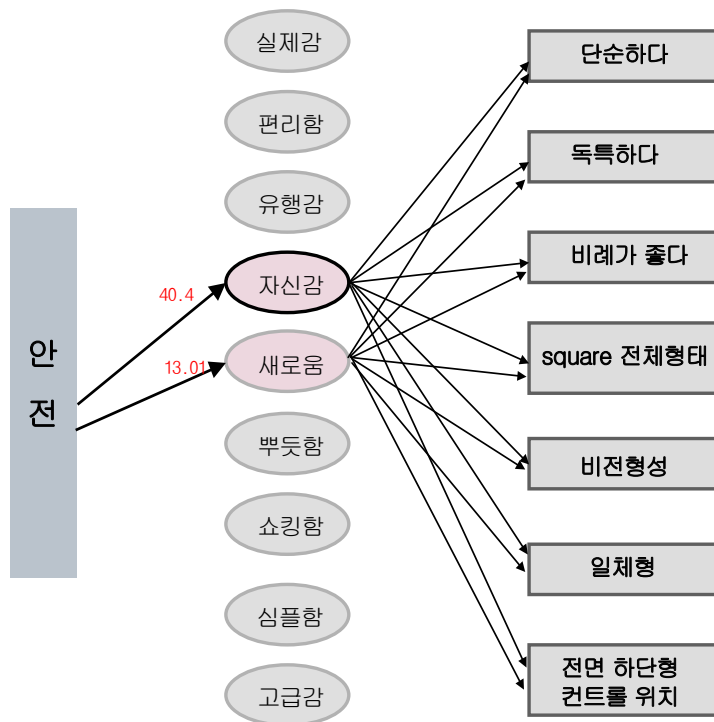 안
전
40.4
13.01
실제감
편리함
유행감
자신감
새로움
뿌듯함
쇼킹함
심플함
고급감
단순하다
독특하다
비례가 좋다
square 전체형태
비전형성
일체형
전면 하단형
컨트롤 위치